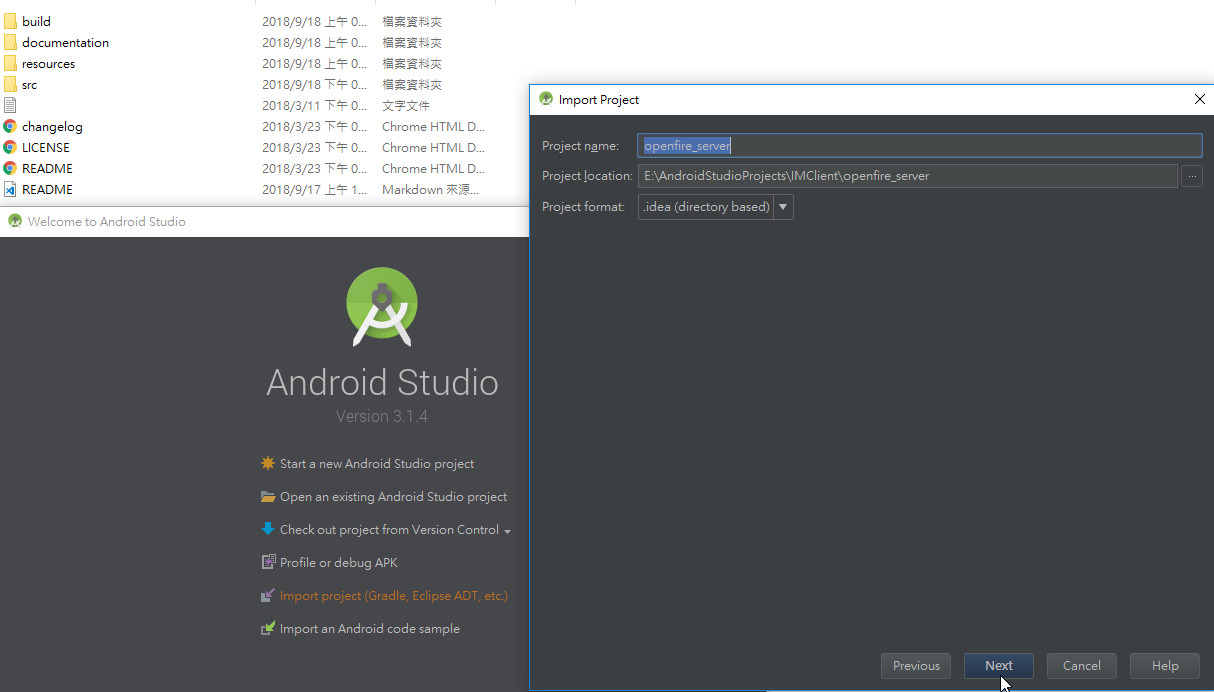 build 2018/9/18 上午 0... 檔案資料夾
documentation 2018/9/18 上午 0... 檔案資料夾
resources 2018/9/18 下午 0... 檔案資料夾
src 2018/9/18 下午 0... 檔案資料夾
2018/3/11 下午 0... 文字文件
changelog 2018/3/23 下午 0... Chrome HTML D...
LICENSE 2018/3/23 下午 0... Chrome HTML D...
README 2018/3/23 下午 0... Chrome HTML D...
README 2018/9/17 上午 1... Markdown 來源...
Welcome to Android Studio
Android Studio
Version 3.1.4
Start a new Android Studio project
Open an existing Android Studio project
Check out project from Version Control
Profile or debug APK
Import project (Gradle, Eclipse ADT, etc.)
Import an Android code sample
Import Project
Project name: openfire_server
Project location: E:\AndroidStudioProjects\IMClient\openfire_server ...
Project format: .idea (directory based)
Previous Next Cancel Help